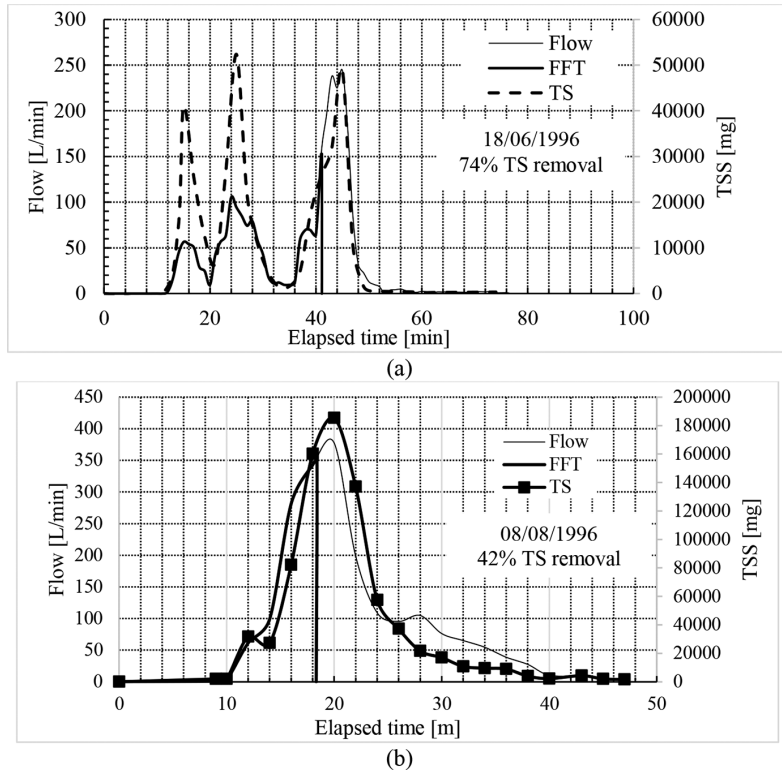 300
250
200
150
100
50
0
Flow [L/min]
60000
50000
40000
30000
20000
10000
0
TSS [mg]
Flow
FFT
TS
18/06/1996
74% TS removal
0 20 40 60 80 100
Elapsed time [min]
(a)
450
400
350
300
250
200
150
100
50
0
Flow [L/min]
200000
180000
160000
140000
120000
100000
80000
60000
40000
20000
0
TSS [mg]
Flow
FFT
TS
08/08/1996
42% TS removal
0 10 20 30 40 50
Elapsed time [m]
(b)